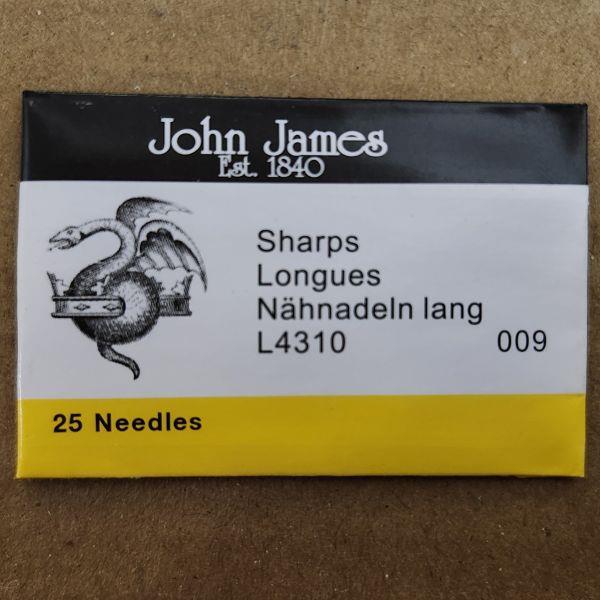 John James
Est. 1840
Sharps
Longues
Nähnadeln lang
L4310 009
25 Needles